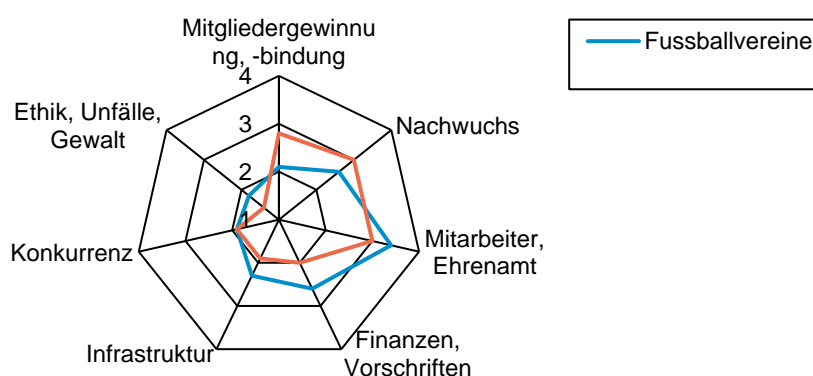 Mitgliedergewinnu
ng, -bindung
Fussballvereine
4
Ethik, Unfälle,
Gewalt
3
Nachwuchs
2
1
Konkurrenz
Mitarbeiter,
Ehrenamt
Infrastruktur
Finanzen,
Vorschriften